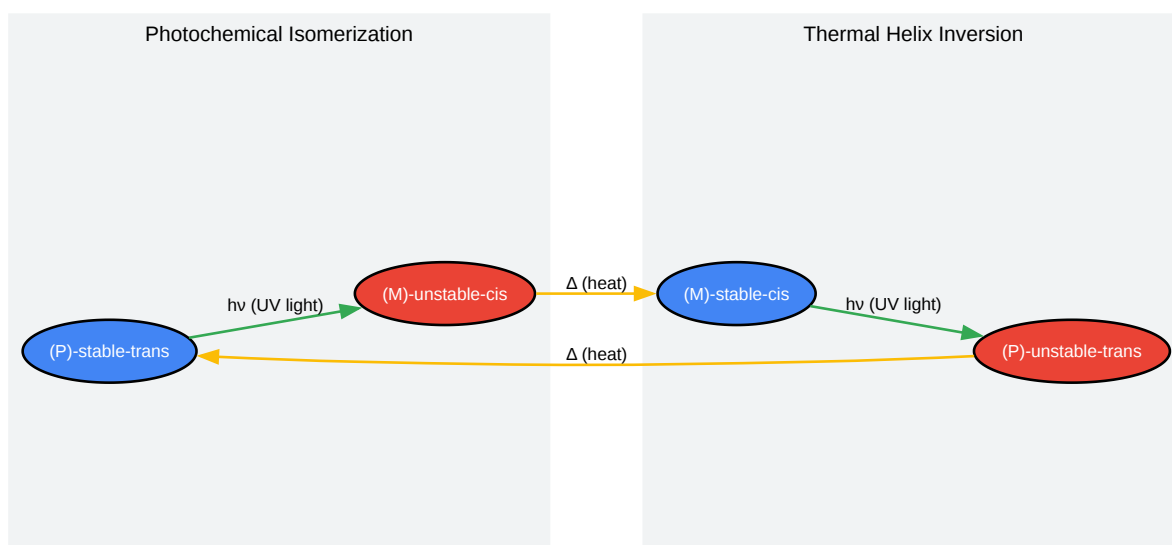 Photochemical Isomerization
Thermal Helix Inversion
Δ (heat)
(M)-unstable-cis
(M)-stable-cis
hν (UV light)
hν (UV light)
(P)-stable-trans
Δ (heat)
(P)-unstable-trans